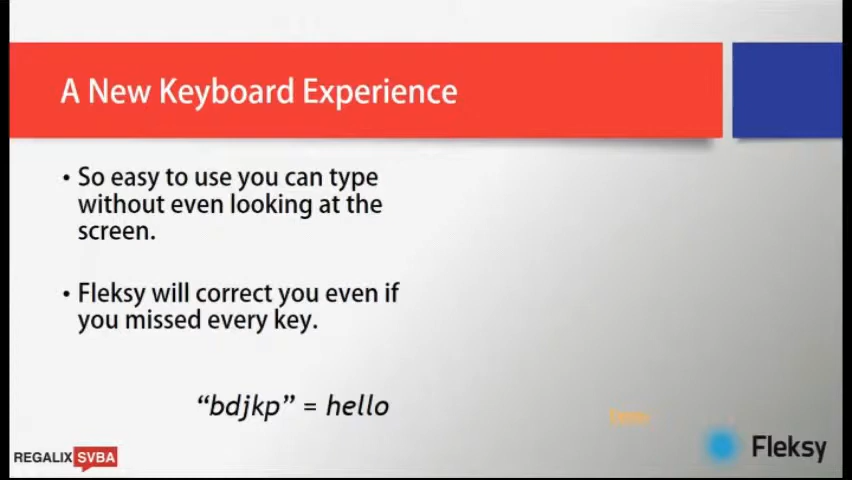 A New Keyboard Experience
• So easy to use you can type
without even looking at the
screen.
• Fleksy will correct you even if
you missed every key.
“bdjkp” = hello
REGALIX SVBA
Fleksy